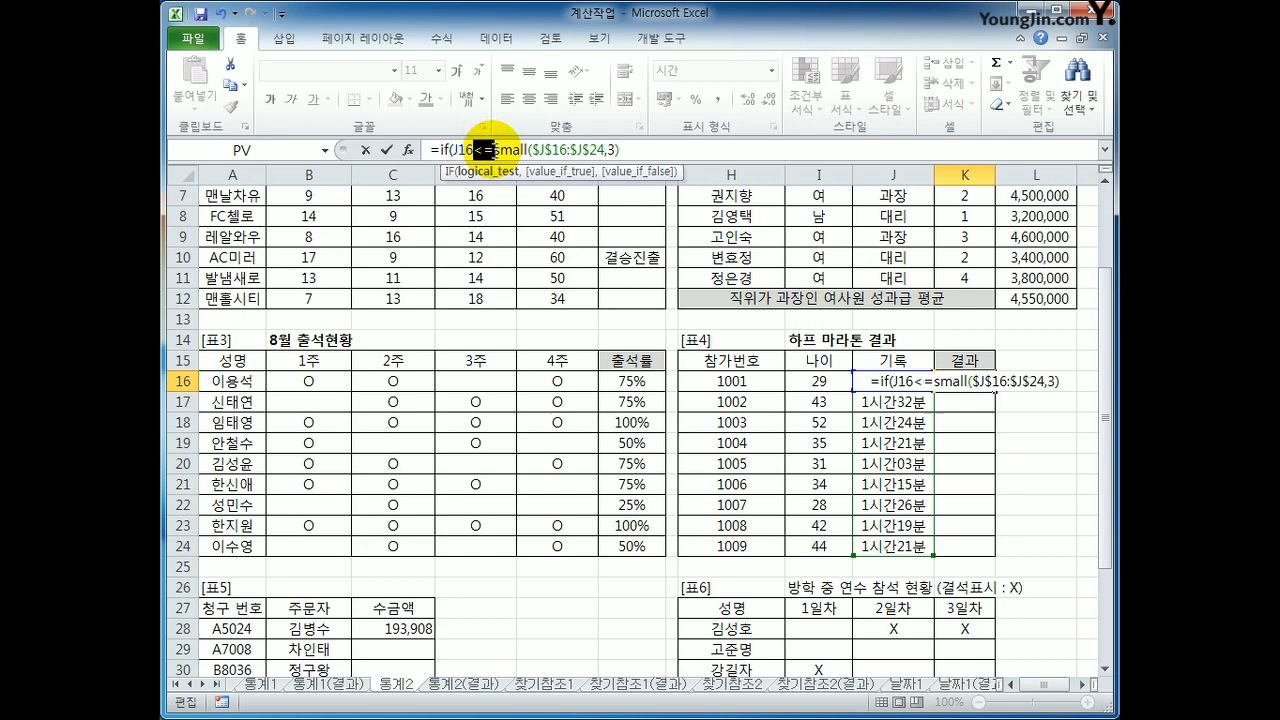 계산작업 - Microsoft Excel
YoungJin.com Y.
파일 홈 삽입 페이지 레이아웃 수식 데이터 검토 보기 개발 도구
붙여넣기
11
가 가 가
시간
조건부 서식
표 서식
셀 스타일
삽입
삭제
서식
정렬 및 필터
찾기 및 선택
클립보드 글꼴 맞춤 표시 형식 스타일 셀 편집
PV =if(J16<=small($J$16:$J$24,3)
IF(logical_test, [value_if_true], [value_if_false])
A B C D E F H I J K L
7 맨날차유 9 13 16 40 권지향 여 과장 2 4,500,000
8 FC첼로 14 9 15 51 김영택 남 대리 1 3,200,000
9 레알와우 8 16 14 40 고인숙 여 과장 3 4,600,000
10 AC미러 17 9 12 60 결승진출 변효정 여 대리 2 3,400,000
11 발냄새로 13 11 14 50 정은경 여 대리 4 3,800,000
12 맨홀시티 7 13 18 34 직위가 과장인 여사원 성과급 평균 4,550,000
13
14 [표3] 8월 출석현황 [표4] 하프 마라톤 결과
15 성명 1주 2주 3주 4주 출석률 참가번호 나이 기록 결과
16 이용석 O O O 75% 1001 29 =if(J16<=small($J$16:$J$24,3)
17 신태연 O O O 75% 1002 43 1시간32분
18 임태영 O O O O 100% 1003 52 1시간24분
19 안철수 O O 50% 1004 35 1시간21분
20 김성윤 O O O 75% 1005 31 1시간03분
21 한신애 O O O 75% 1006 34 1시간15분
22 성민수 O 25% 1007 28 1시간26분
23 한지원 O O O O 100% 1008 42 1시간19분
24 이수영 O O 50% 1009 44 1시간21분
25
26 [표5] [표6] 방학 중 연수 참석 현황 (결석표시 : X)
27 청구 번호 주문자 수금액 성명 1일차 2일차 3일차
28 A5024 김병수 193,908 김성호 X X
29 A7008 차인태 고준명
30 B8036 정구왕 강길자 X
통계1 통계1(결과) 통계2 통계2(결과) 찾기참조1 찾기참조1(결과) 찾기참조2 찾기참조2(결과) 날짜1 날짜1(결과
편집 100%